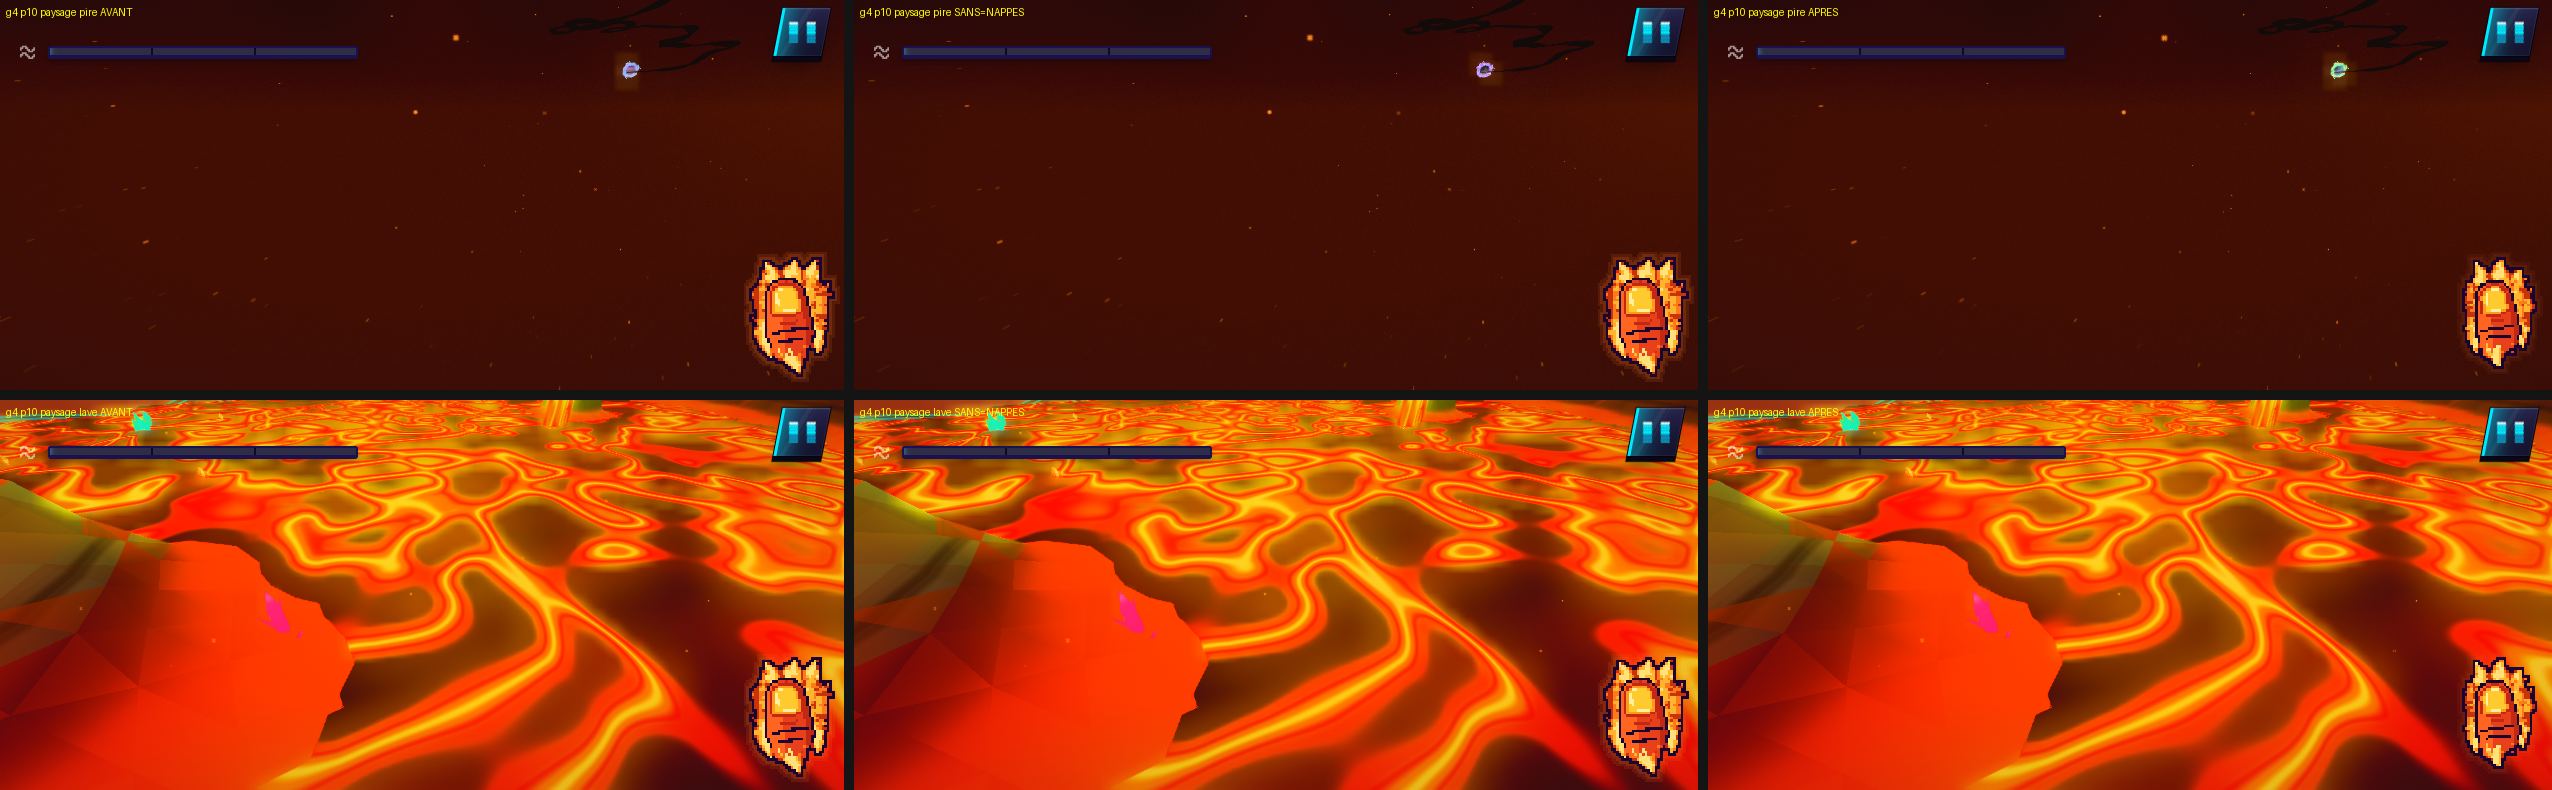 g4 p10 paysage pire AVANT
g4 p10 paysage pire SANS=NAPPES
g4 p10 paysage pire APRES
g4 p10 paysage lave AVANT
g4 p10 paysage lave SANS=NAPPES
g4 p10 paysage lave APRES